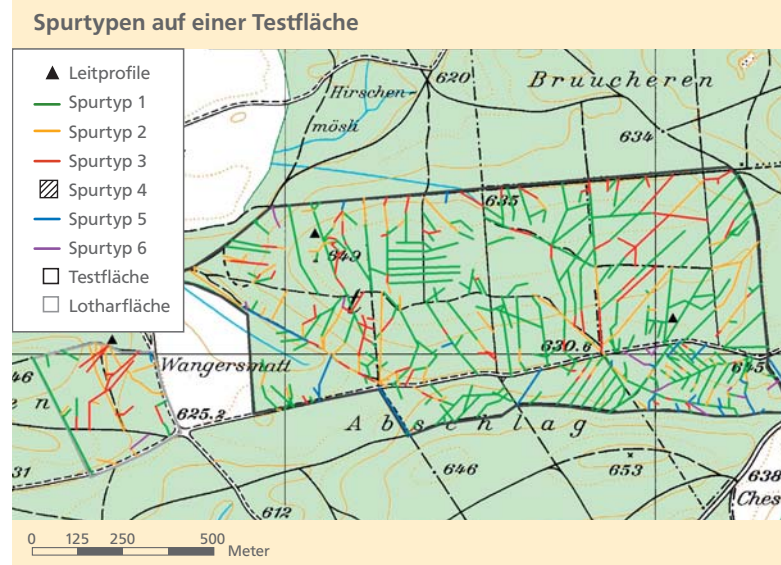 Spurtypen auf einer Testfläche
Leitprofile
Spurtyp 1
Spurtyp 2
Spurtyp 3
Spurtyp 4
Spurtyp 5
Spurtyp 6
Testfläche
Lotharfläche
620
Bruucheren
Hirschen-
mösli
634
635
649
630.6
Wangersmatt
645
46
e n
625.2
Abschlag
31
646
653
638
Ches
612
0 125 250 500
Meter